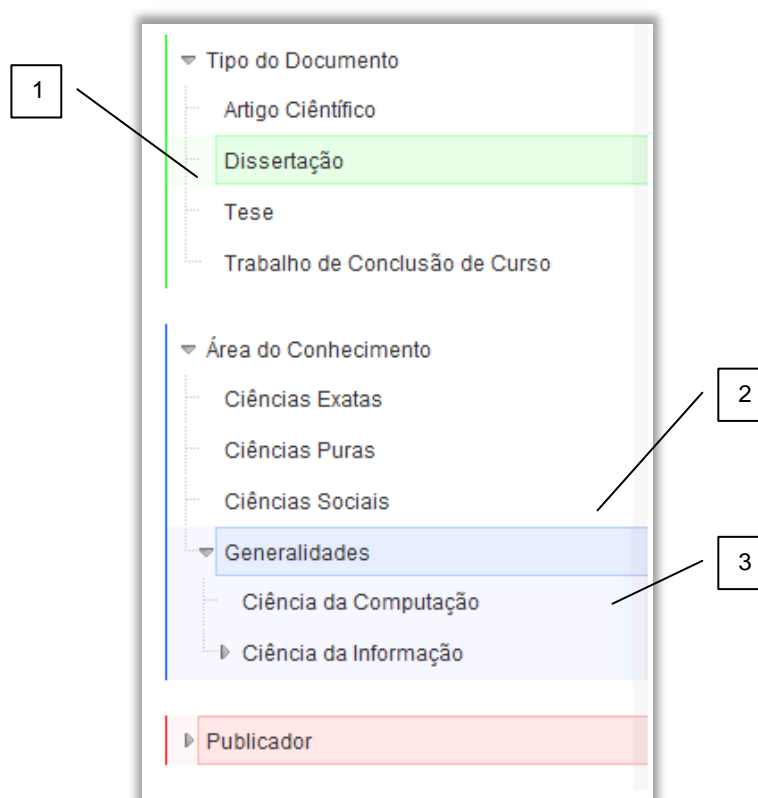 Tipo do Documento
1
Artigo Ciêntífico
Dissertação
Tese
Trabalho de Conclusão de Curso
Área do Conhecimento
Ciências Exatas
2
Ciências Puras
Ciências Sociais
Generalidades
3
Ciência da Computação
Ciência da Informação
Publicador